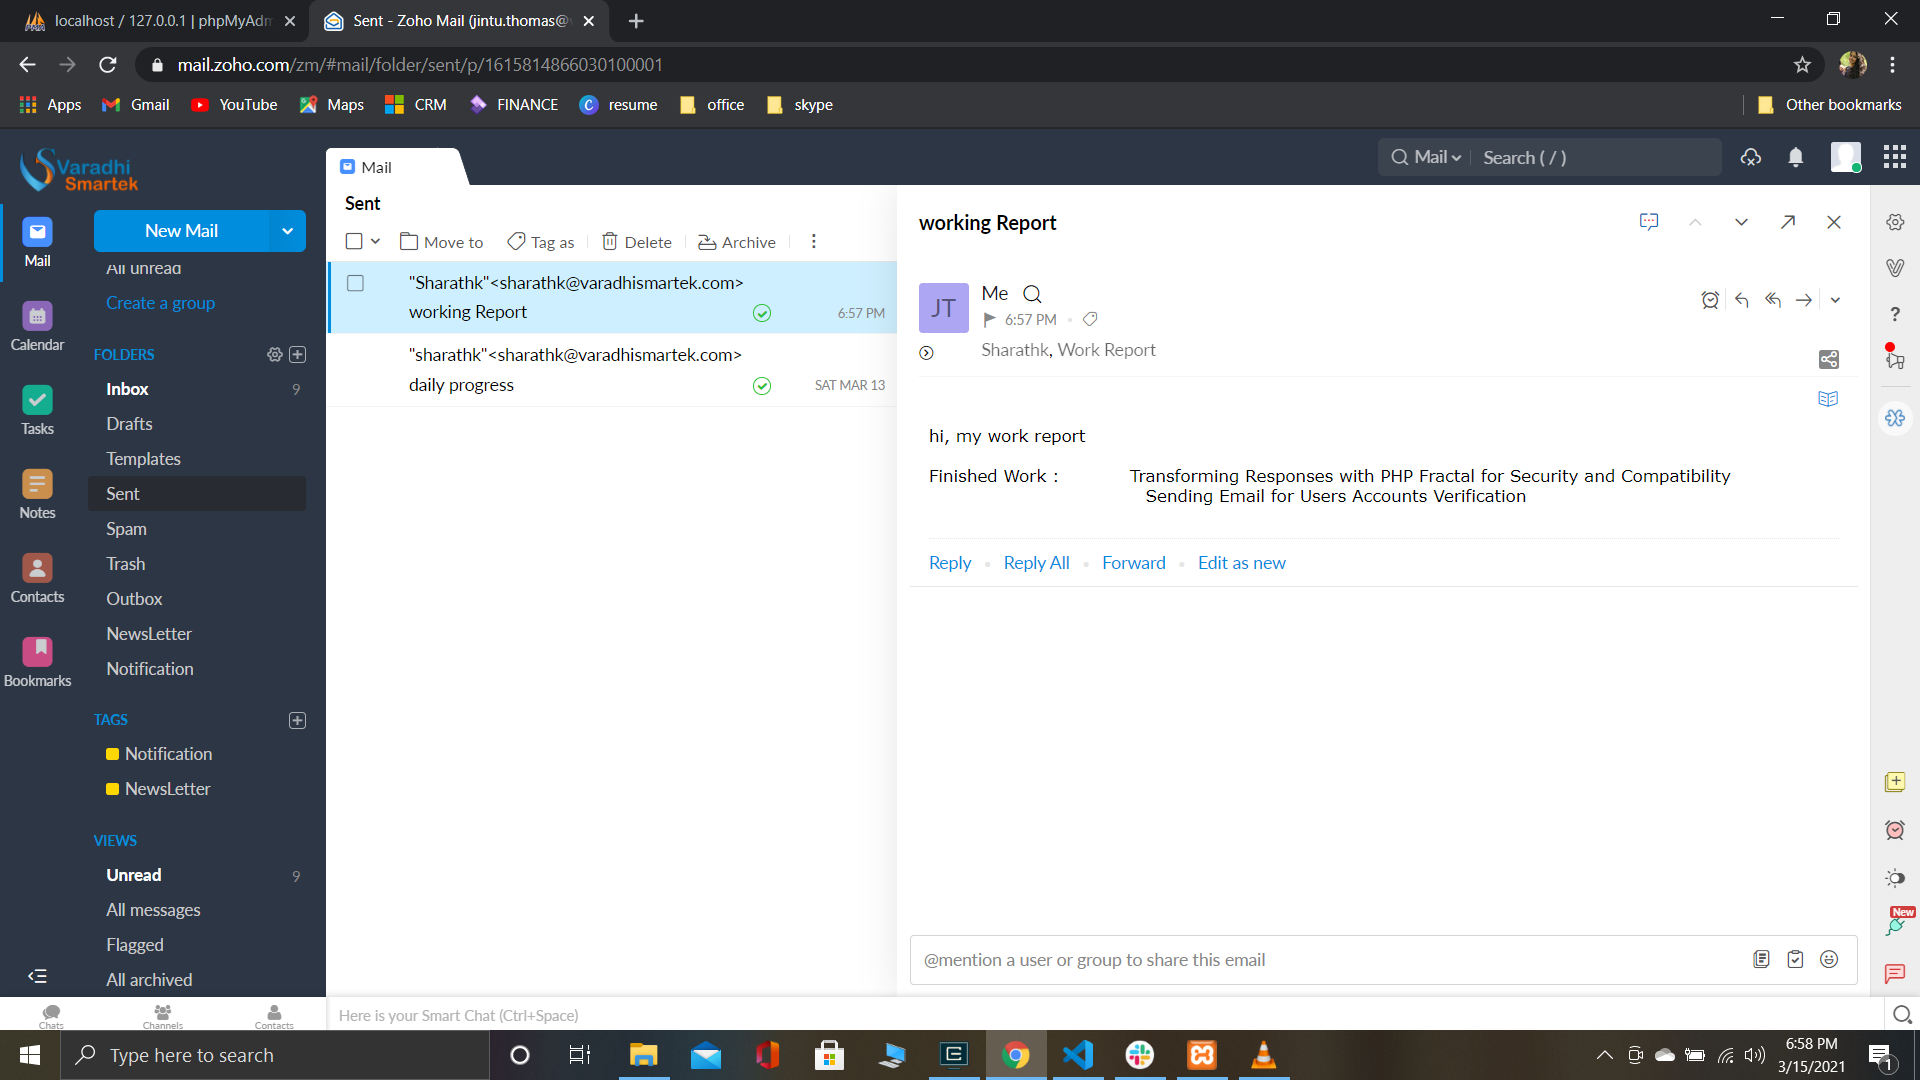 localhost / 127.0.0.1 | phpMyAdm
Sent - Zoho Mail (jintu.thomas@
mail.zoho.com/zm/#mail/folder/sent/p/1615814866030100001
Apps
Gmail
YouTube
Maps
CRM
FINANCE
resume
office
skype
Other bookmarks
Varadhi
Smartek
Mail
Mail
Search ( / )
Mail
Calendar
Tasks
Notes
Contacts
Bookmarks
New Mail
All unread
Create a group
FOLDERS
Inbox 9
Drafts
Templates
Sent
Spam
Trash
Outbox
NewsLetter
Notification
TAGS
Notification
NewsLetter
VIEWS
Unread 9
All messages
Flagged
All archived
Sent
Move to
Tag as
Delete
Archive
"Sharathk"<sharathk@varadhismartek.com>
working Report 6:57 PM
"sharathk"<sharathk@varadhismartek.com>
daily progress SAT MAR 13
working Report
JT
Me
6:57 PM
Sharathk, Work Report
hi, my work report
Finished Work : Transforming Responses with PHP Fractal for Security and Compatibility
Sending Email for Users Accounts Verification
Reply
Reply All
Forward
Edit as new
@mention a user or group to share this email
New
Chats
Channels
Contacts
Here is your Smart Chat (Ctrl+Space)
Type here to search
6:58 PM
3/15/2021
1